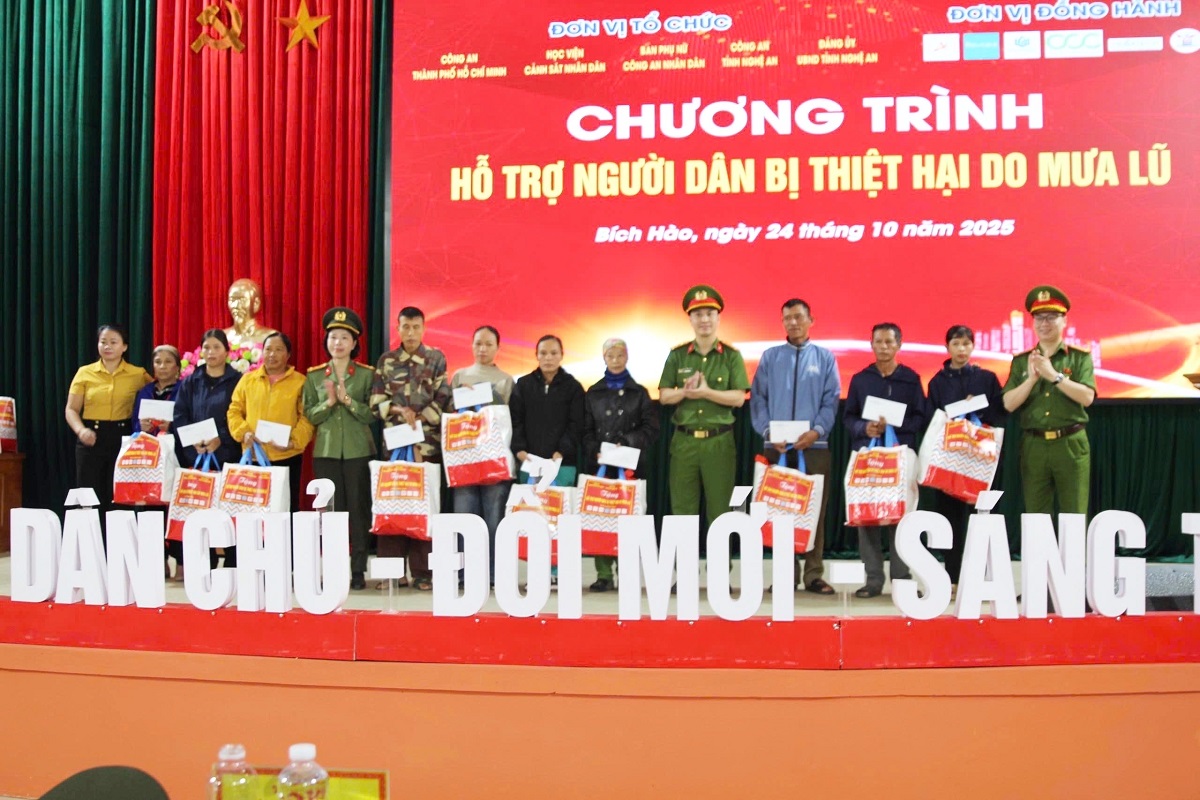 ĐƠN VỊ TỔ CHỨC
ĐƠN VỊ ĐỒNG HÀNH
CÔNG AN
THÀNH PHỐ HỒ CHÍ MINH
HỌC VIỆN
CẢNH SÁT NHÂN DÂN
BAN PHỤ NỮ
CÔNG AN NHÂN DÂN
CÔNG AN
TỈNH NGHỆ AN
ĐẢNG ỦY
UBND TỈNH NGHỆ AN
CHƯƠNG TRÌNH
HỖ TRỢ NGƯỜI DÂN BỊ THIỆT HẠI DO MƯA LŨ
Bích Hào, ngày 24 tháng 10 năm 2025
DÂN CHỦ - ĐỔI MỚI - SÁNG T